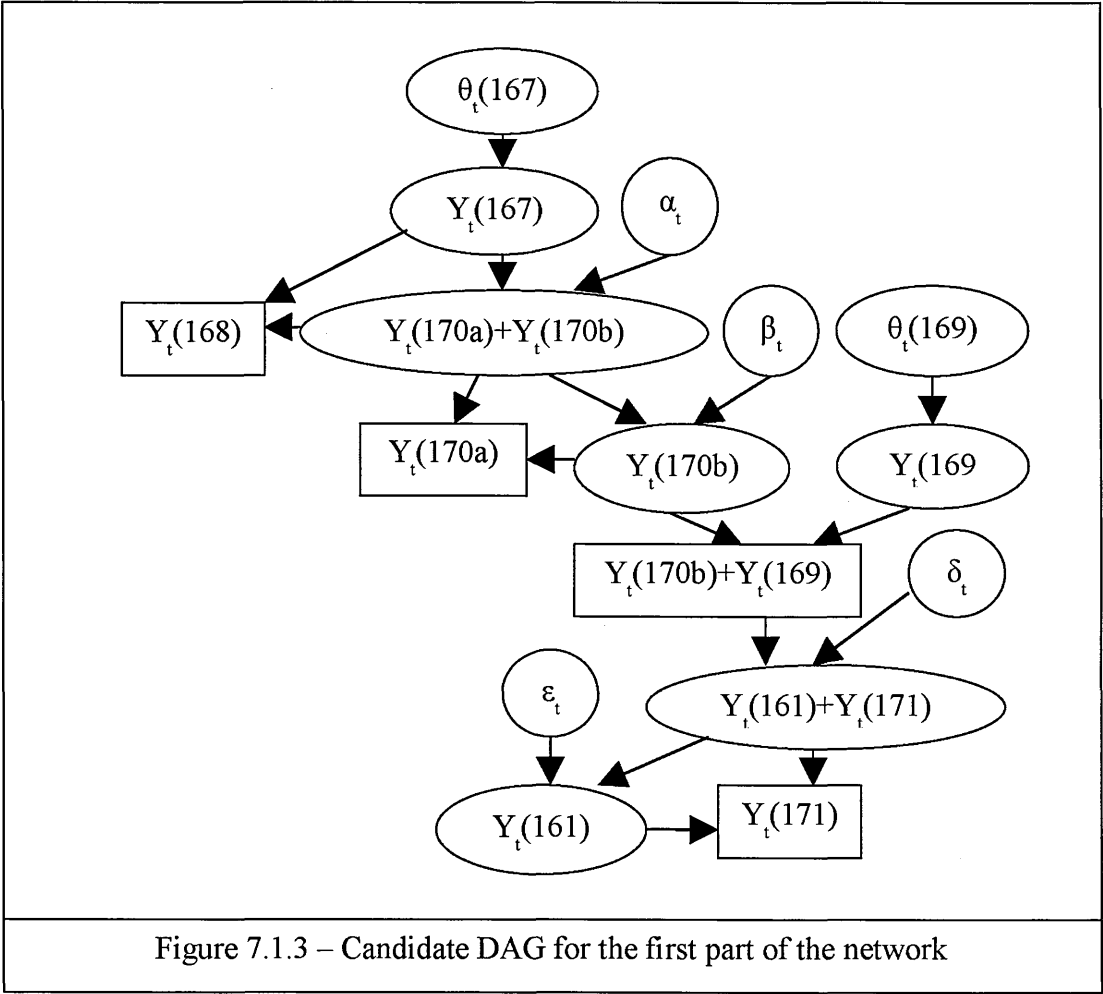 θt(167)
Yt(167)
αt
Yt(168)
Yt(170a)+Yt(170b)
βt
θt(169)
Yt(170a)
Yt(170b)
Yt(169
Yt(170b)+Yt(169)
δt
εt
Yt(161)+Yt(171)
Yt(161)
Yt(171)
Figure 7.1.3 – Candidate DAG for the first part of the network